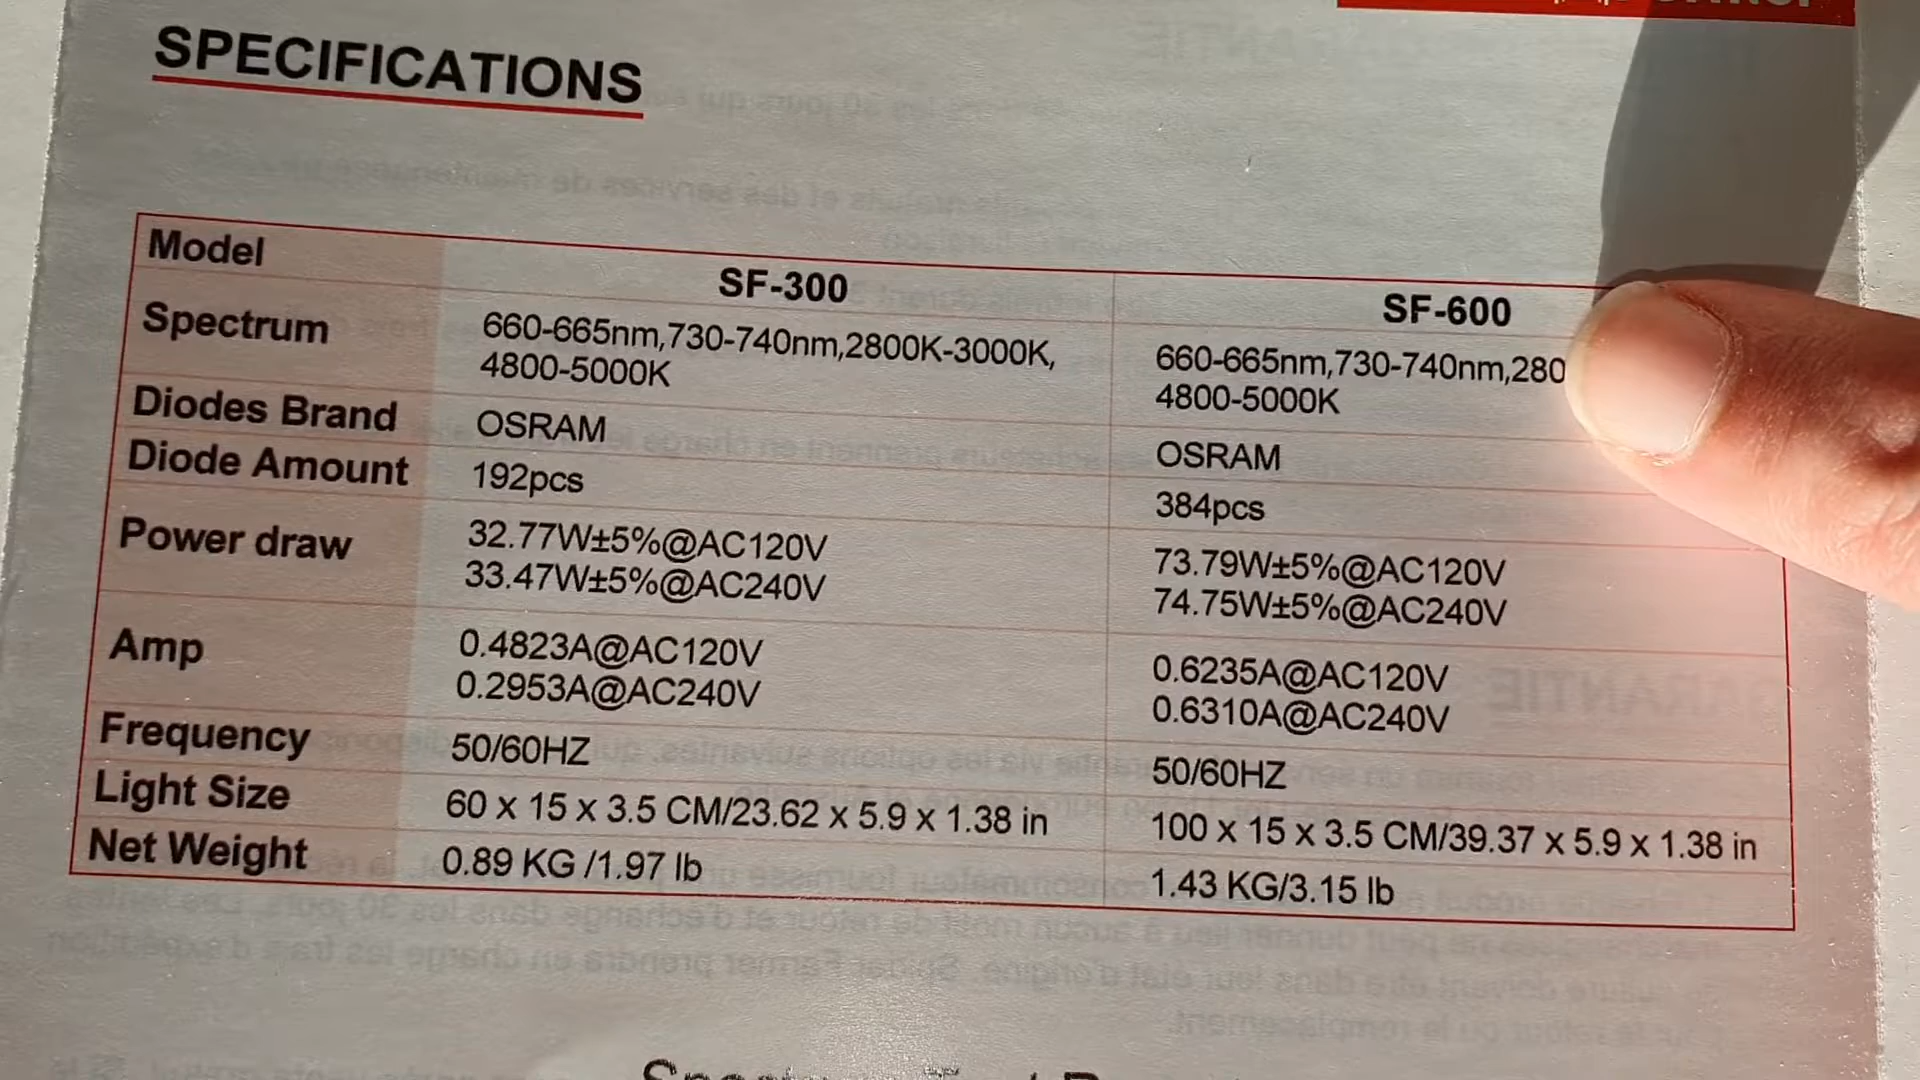 SPECIFICATIONS
Model SF-300 SF-600
Spectrum 660-665nm,730-740nm,2800K-3000K, 660-665nm,730-740nm,280
4800-5000K 4800-5000K
Diodes Brand OSRAM OSRAM
Diode Amount 192pcs 384pcs
Power draw 32.77W±5%@AC120V 73.79W±5%@AC120V
33.47W±5%@AC240V 74.75W±5%@AC240V
Amp 0.4823A@AC120V 0.6235A@AC120V
0.2953A@AC240V 0.6310A@AC240V
Frequency 50/60HZ 50/60HZ
Light Size 60 x 15 x 3.5 CM/23.62 x 5.9 x 1.38 in 100 x 15 x 3.5 CM/39.37 x 5.9 x 1.38 in
Net Weight 0.89 KG /1.97 lb 1.43 KG/3.15 lb